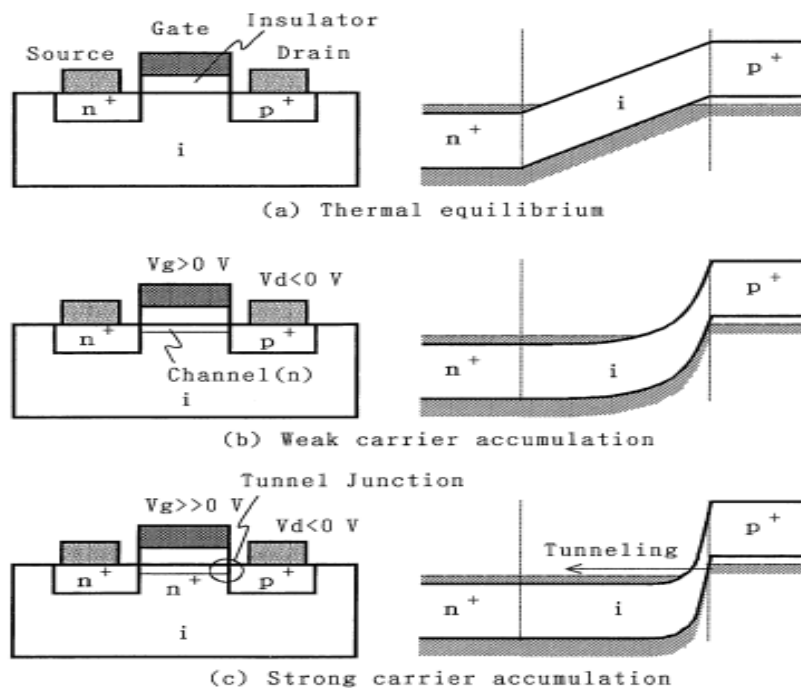 Gate
Insulator
Source
Drain
n+
p+
i
n+
i
p+
(a) Thermal equilibrium
Vg>0 V
Vd<0 V
n+
p+
Channel(n)
i
n+
i
p+
(b) Weak carrier accumulation
Tunnel Junction
Vg>>0 V
Vd<0 V
n+
n+
p+
i
Tunneling
n+
i
p+
(c) Strong carrier accumulation